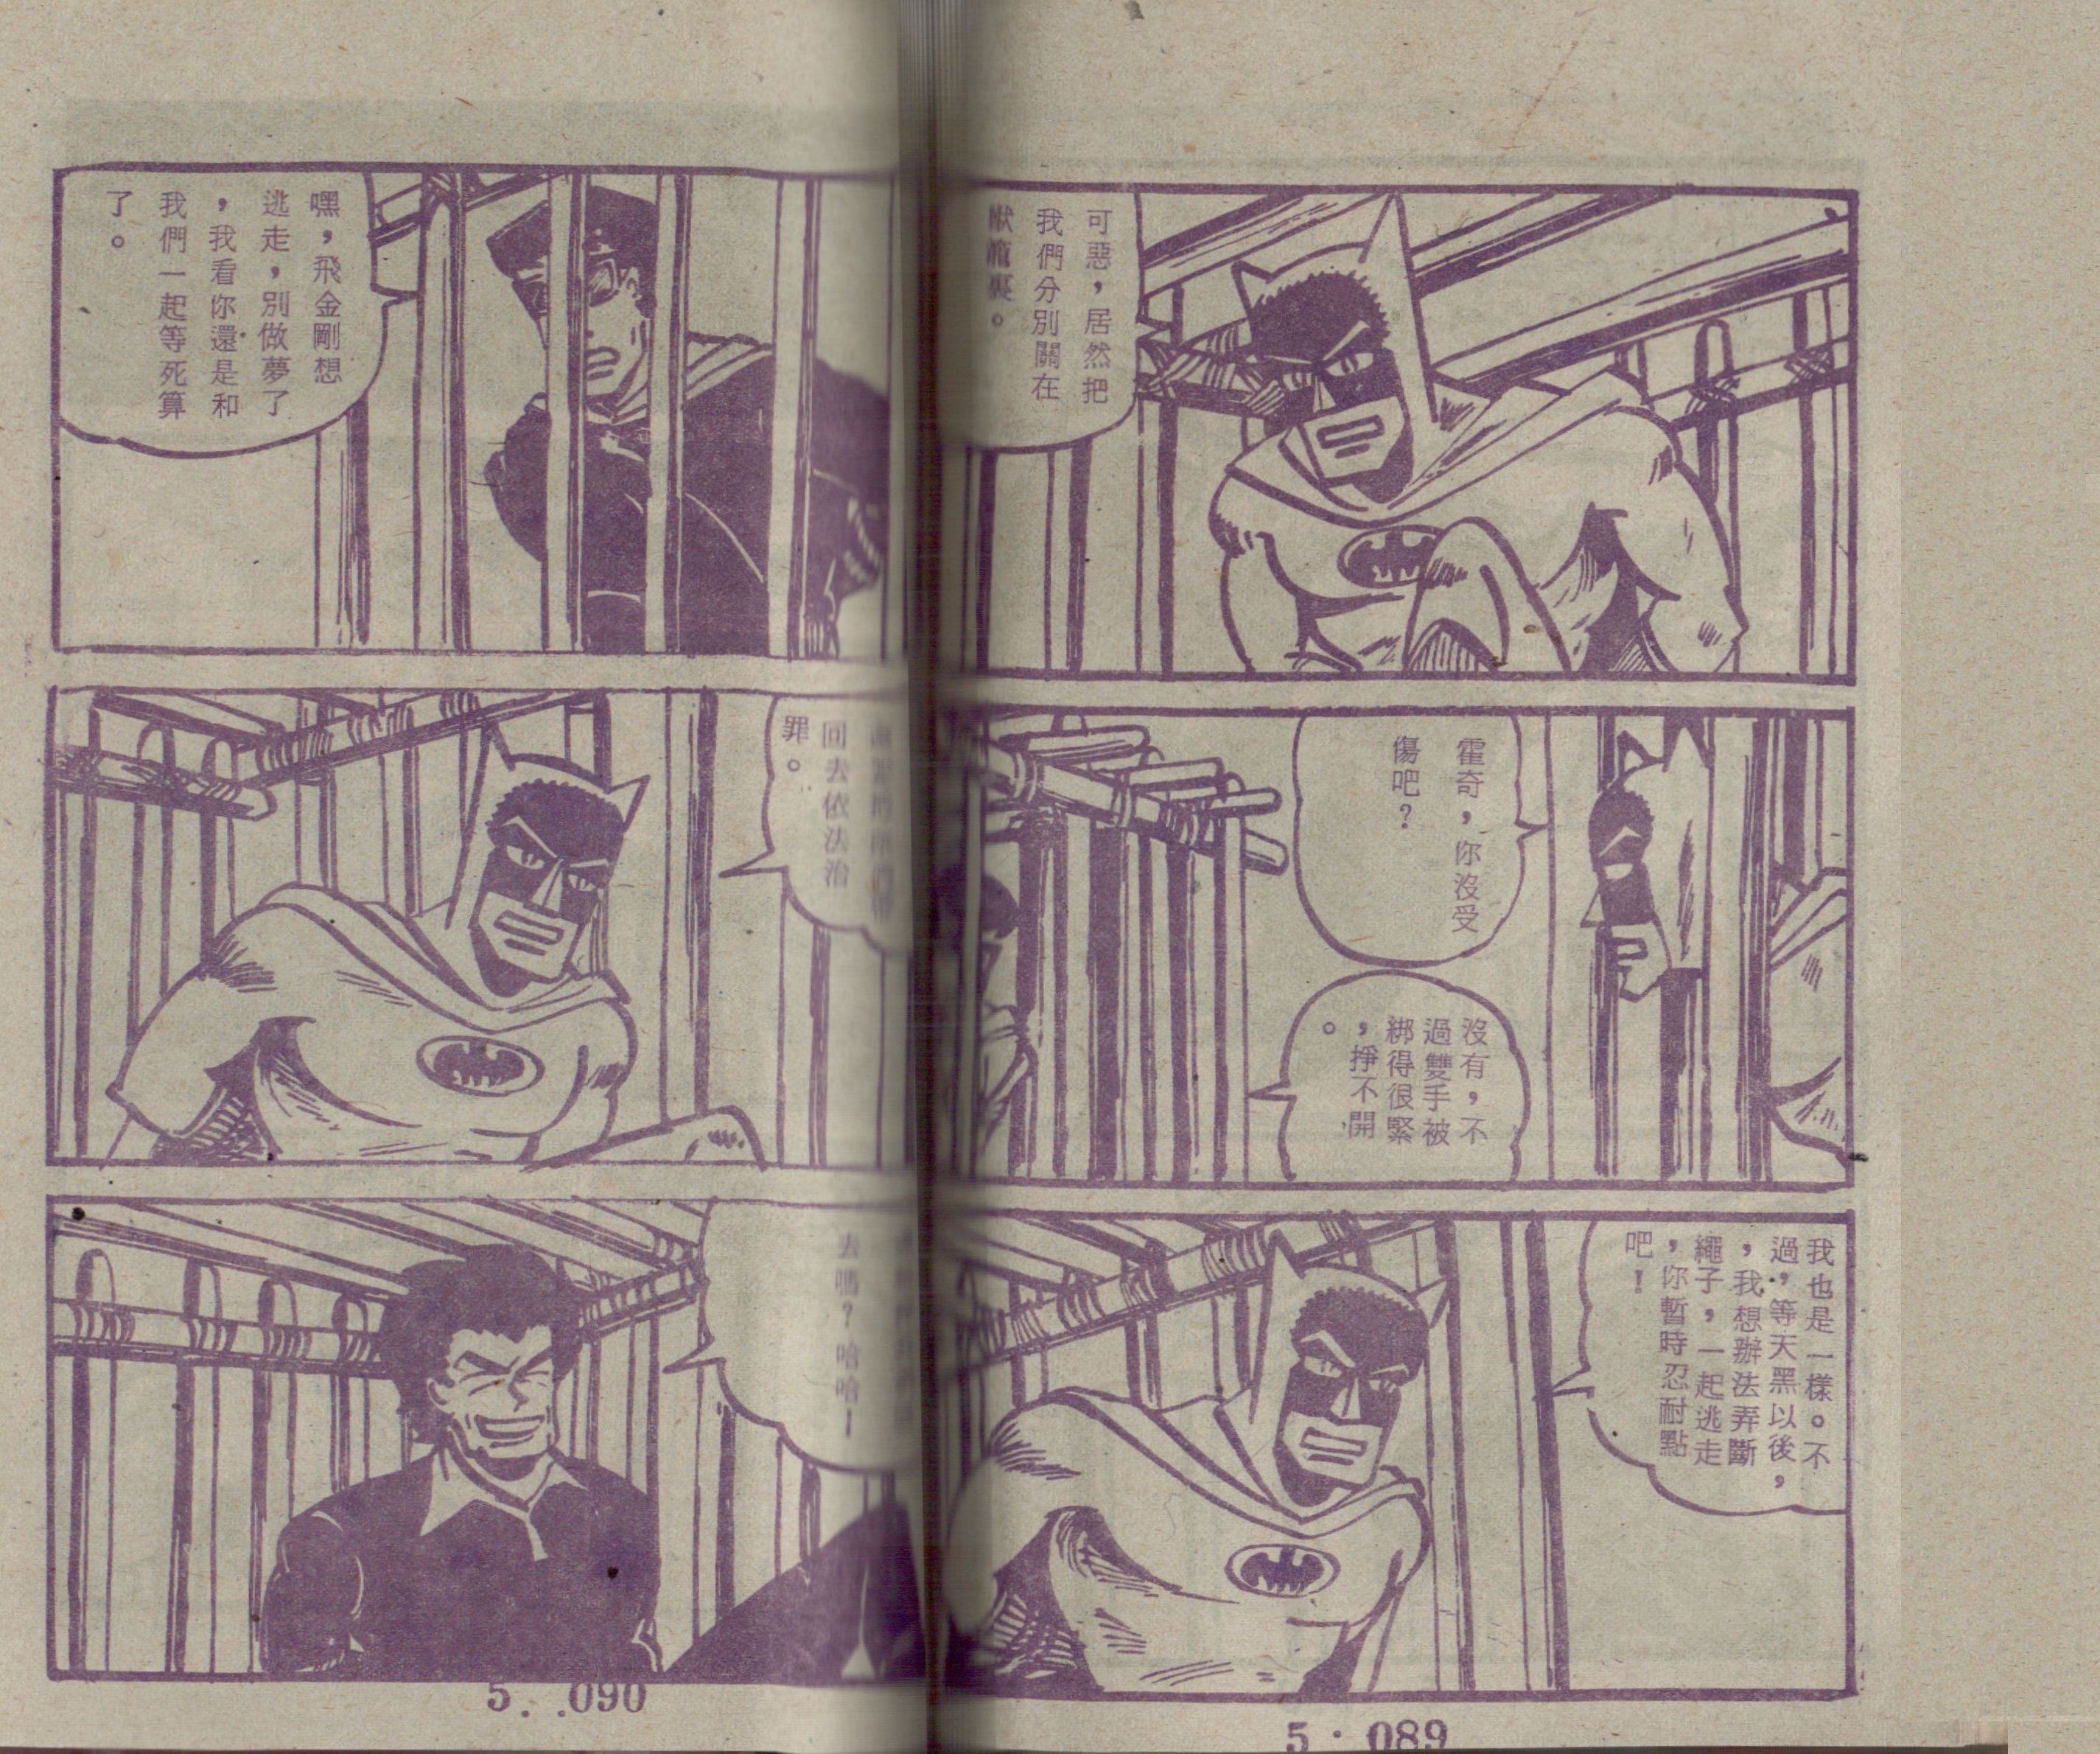 可惡，居然把
我們分別關在
獸籠裏。
霍奇，你沒受
傷吧？
沒有，不
過雙手被
綁得很緊
，掙不開
。
我也是一樣。不
過，等天黑以後，
，我想辦法弄斷
繩子，一起逃走
，你暫時忍耐點
吧！
5．089
嘿，飛金剛想
逃走，別做夢了
，我看你還是和
我們一起等死算
了。
回去依法治
罪。
去嗎？哈哈！
5．090